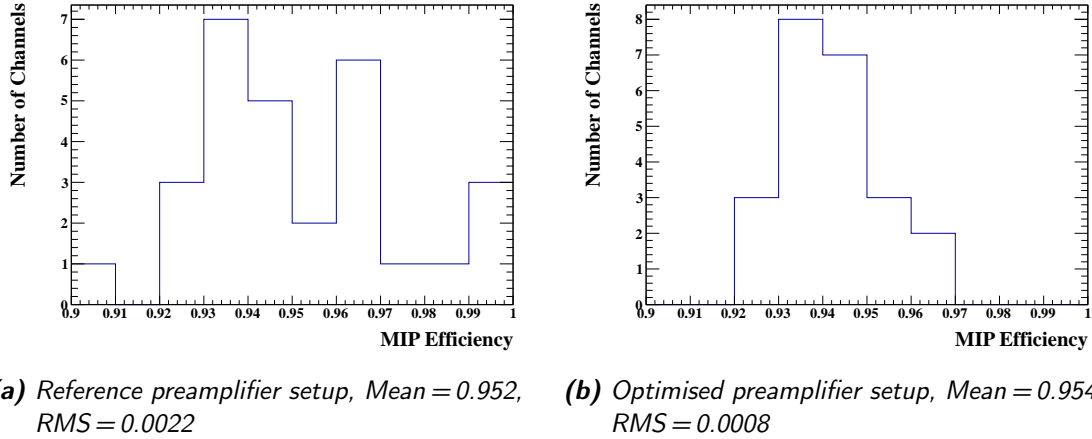 Number of Channels
7
6
5
4
3
2
1
0
0.9 0.91 0.92 0.93 0.94 0.95 0.96 0.97 0.98 0.99 1
MIP Efficiency
Number of Channels
8
7
6
5
4
3
2
1
0
0.9 0.91 0.92 0.93 0.94 0.95 0.96 0.97 0.98 0.99 1
MIP Efficiency
a) Reference preamplifier setup, Mean = 0.952,
RMS = 0.0022
(b) Optimised preamplifier setup, Mean = 0.954
RMS = 0.0008